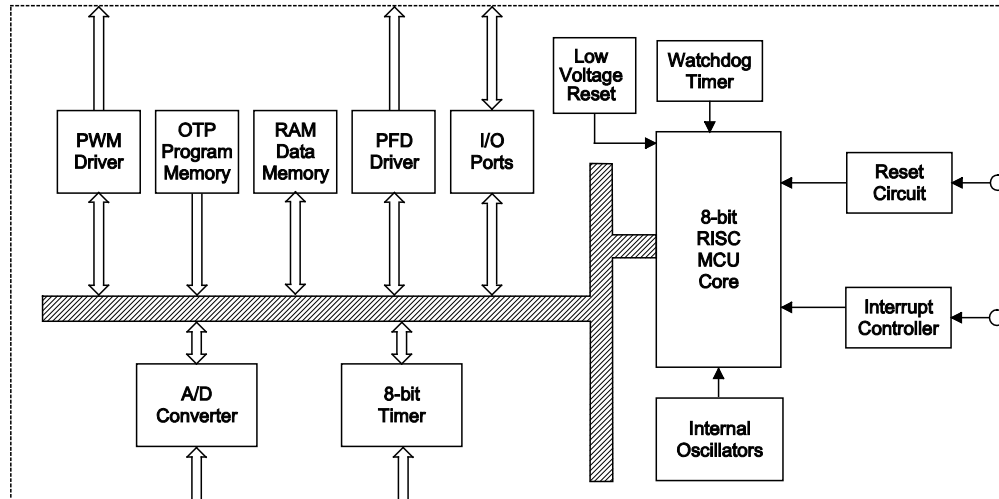 Low
Voltage
Reset
Watchdog
Timer
PWM
Driver
OTP
Program
Memory
RAM
Data
Memory
PFD
Driver
I/O
Ports
8-bit
RISC
MCU
Core
Reset
Circuit
Interrupt
Controller
A/D
Converter
8-bit
Timer
Internal
Oscillators